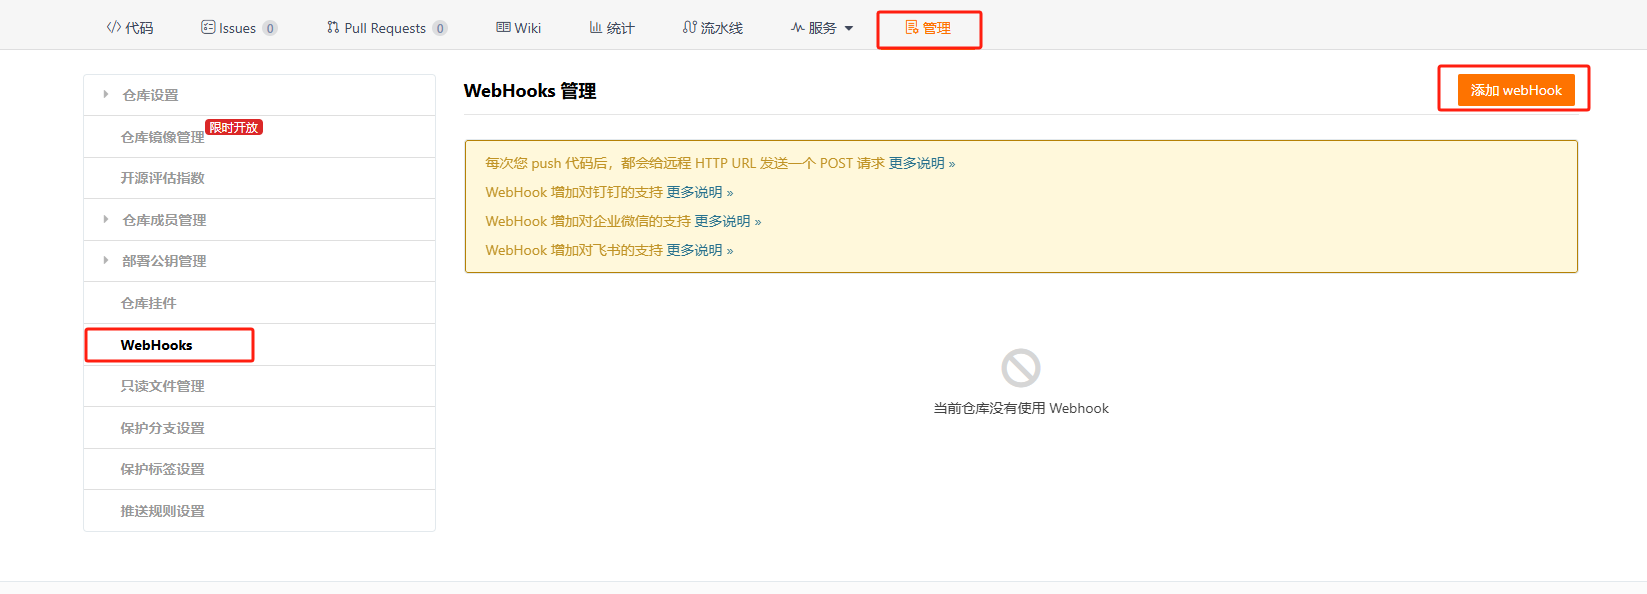 代码 Issues 0 Pull Requests 0 Wiki 统计 流水线 服务 管理
仓库设置
仓库镜像管理 限时开放
开源评估指数
仓库成员管理
部署公钥管理
仓库挂件
WebHooks
只读文件管理
保护分支设置
保护标签设置
推送规则设置
WebHooks 管理
添加 webHook
每次您 push 代码后，都会给远程 HTTP URL 发送一个 POST 请求 更多说明 »
WebHook 增加对钉钉的支持 更多说明 »
WebHook 增加对企业微信的支持 更多说明 »
WebHook 增加对飞书的支持 更多说明 »
当前仓库没有使用 Webhook